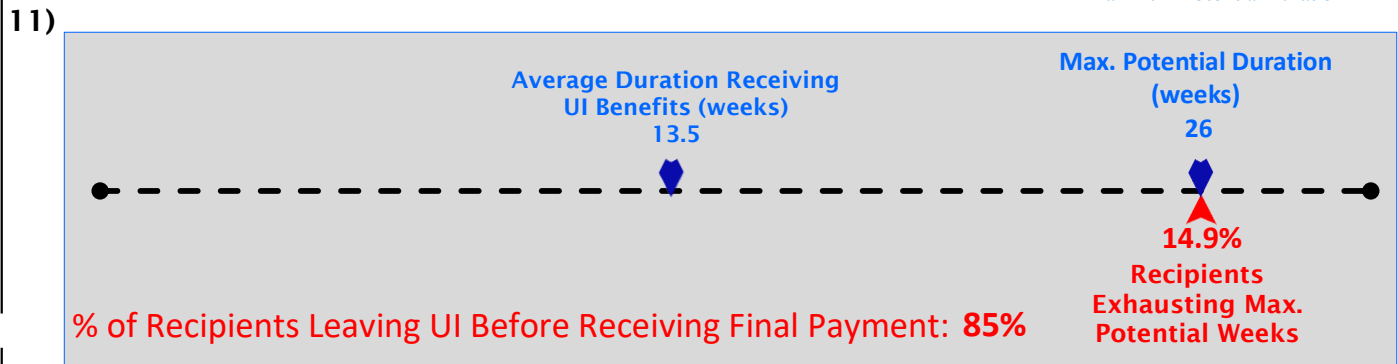 11)
Average Duration Receiving
UI Benefits (weeks)
13.5
Max. Potential Duration
(weeks)
26
14.9%
Recipients
Exhausting Max.
Potential Weeks
% of Recipients Leaving UI Before Receiving Final Payment: 85%